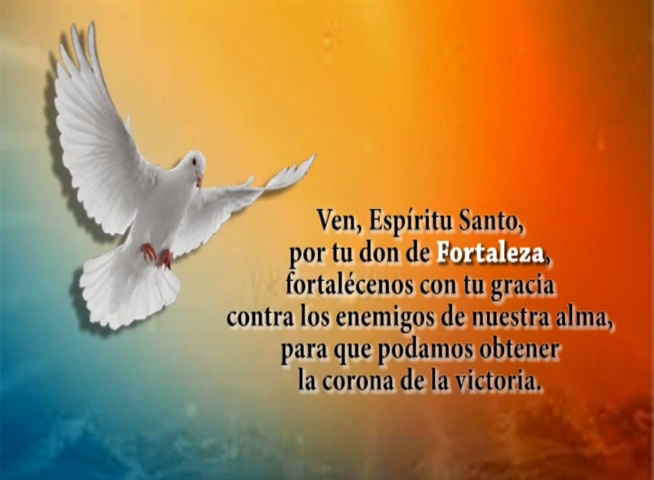 Ven, Espíritu Santo,
por tu don de Fortaleza,
fortalécenos con tu gracia
contra los enemigos de nuestra alma,
para que podamos obtener
la corona de la victoria.